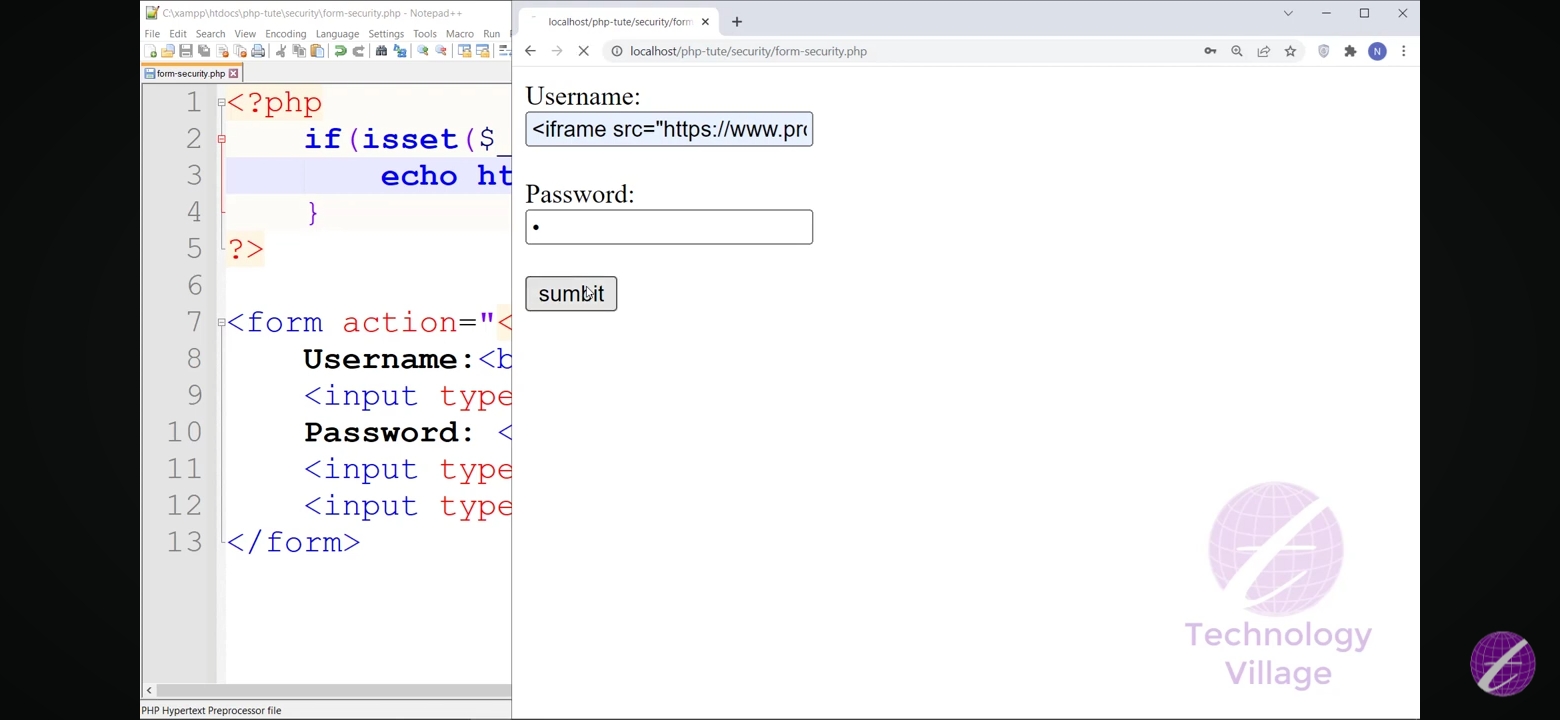 C:\xampp\htdocs\php-tute\security\form-security.php - Notepad++
File Edit Search View Encoding Language Settings Tools Macro Run
form-security.php
1 <?php
2 if(isset($_
3 echo ht
4 }
5 ?>
6
7 <form action="<
8 Username:<b
9 <input type
10 Password: <
11 <input type
12 <input type
13 </form>
PHP Hypertext Preprocessor file
localhost/php-tute/security/form
localhost/php-tute/security/form-security.php
N
Username:
<iframe src="https://www.pro
Password:
•
sumbit
Technology
Village